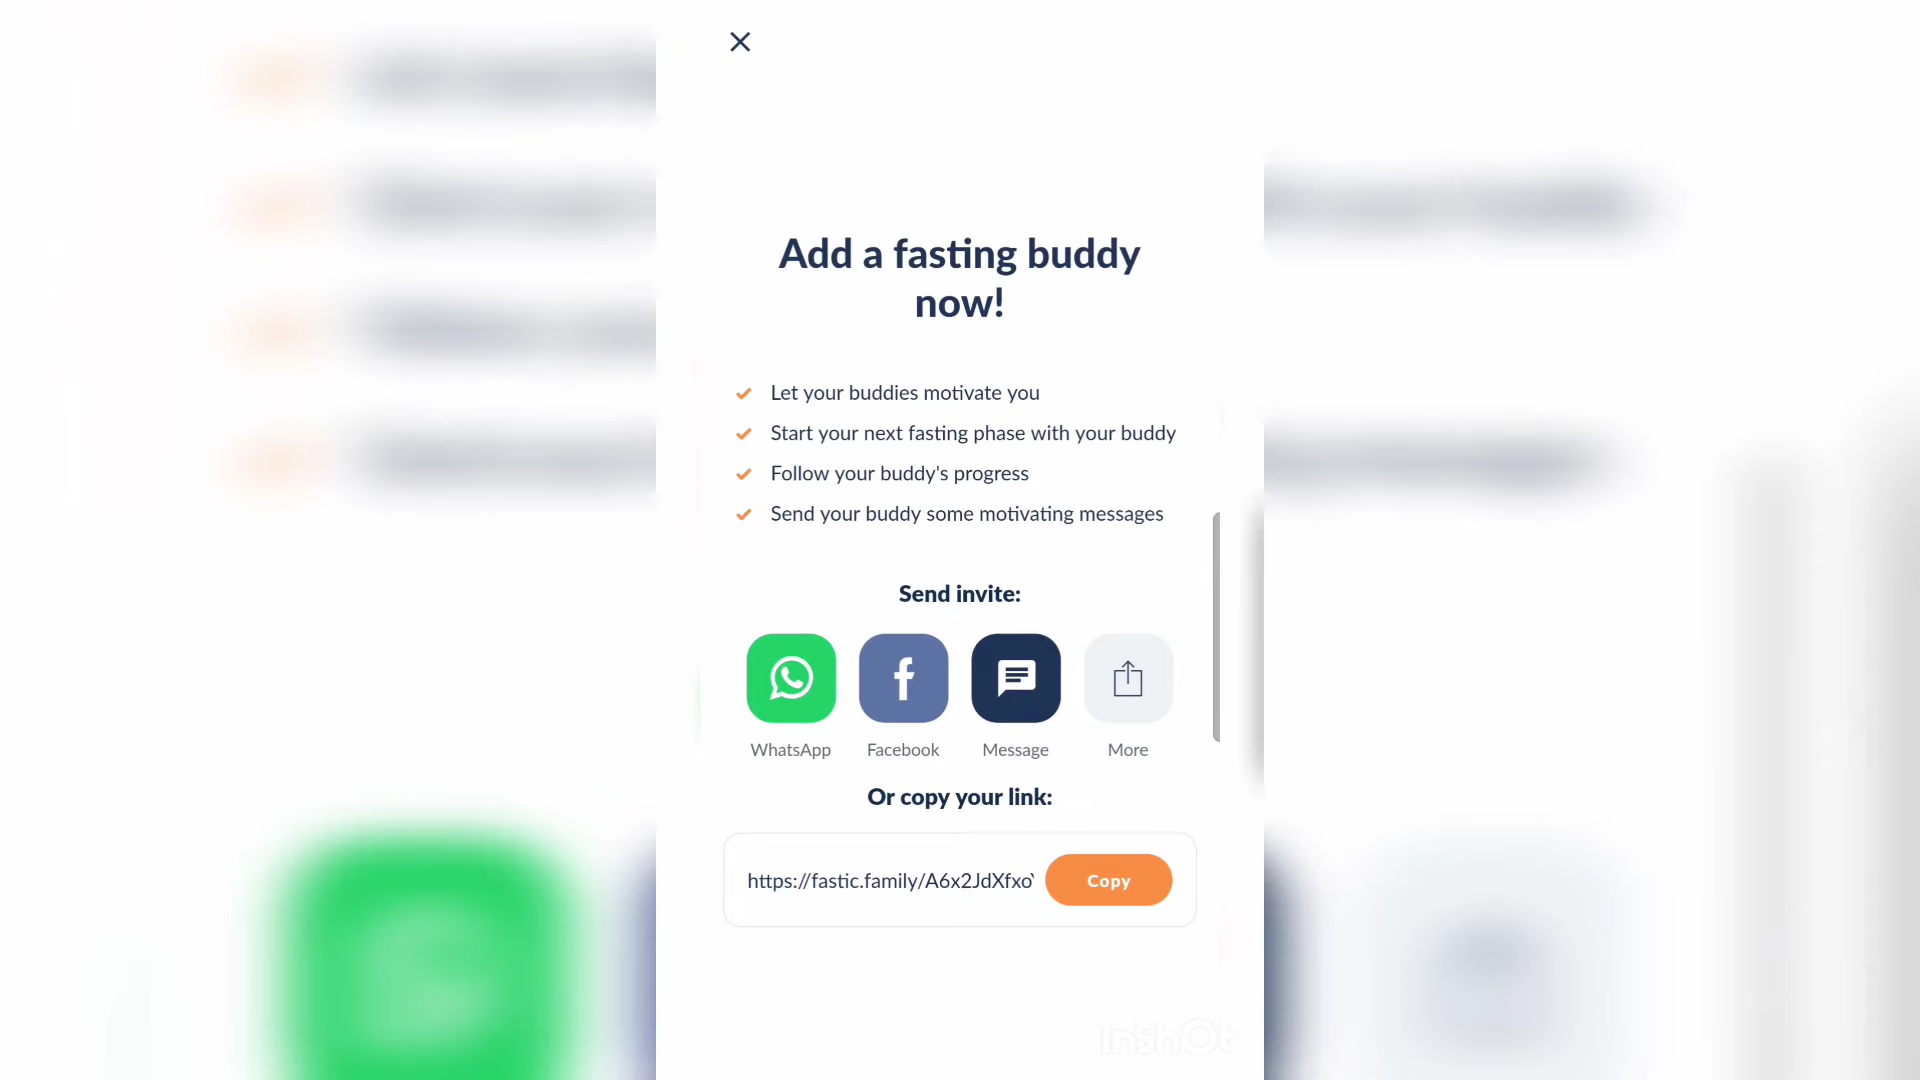 Add a fasting buddy
now!
Let your buddies motivate you
Start your next fasting phase with your buddy
Follow your buddy's progress
Send your buddy some motivating messages
Send invite:
WhatsApp
Facebook
Message
More
Or copy your link:
https://fastic.family/A6x2JdXfxo
Copy
InShOt